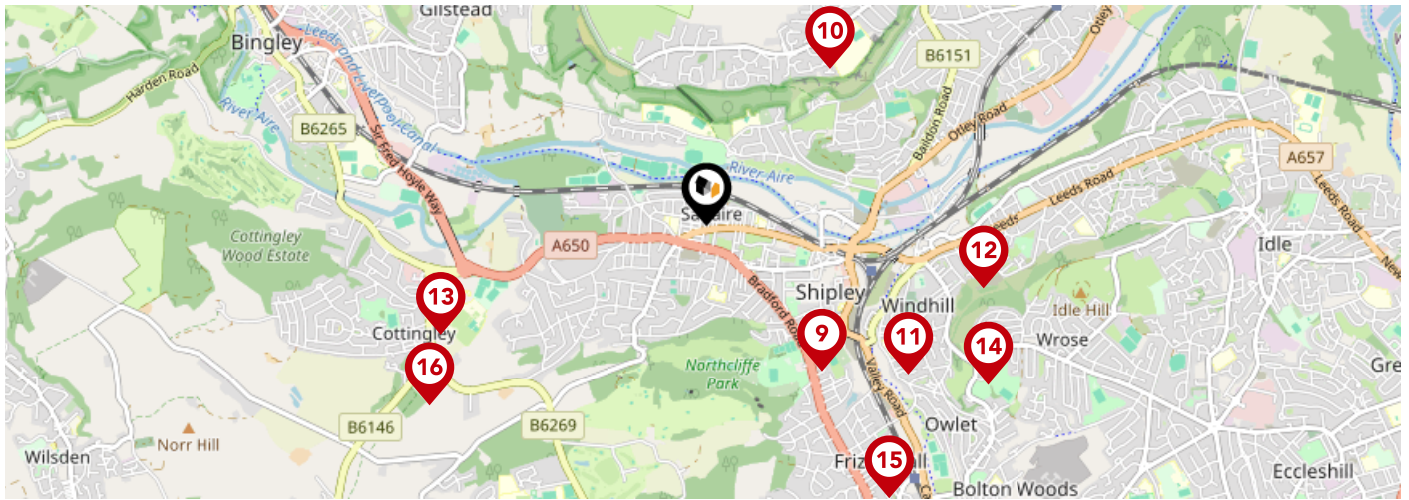 Gilstead
Bingley
10
B6151
Otley
Harden Road
Leeds and Liverpool Canal
River Aire
B6265
Sir Fred Hoyle Way
Baildon Road
Otley Road
A657
River Aire
Leeds Road
Leeds Road
Leeds
Saltaire
Cottingley
Wood Estate
A650
12
Idle
13
Bradford Road
Shipley
Windhill
Idle Hill
Cottingley
9
11
14
Wrose
16
Northcliffe
Park
Valley Road
B6146
B6269
Owlet
Norr Hill
Wilsden
15
Eccleshill
Bolton Woods